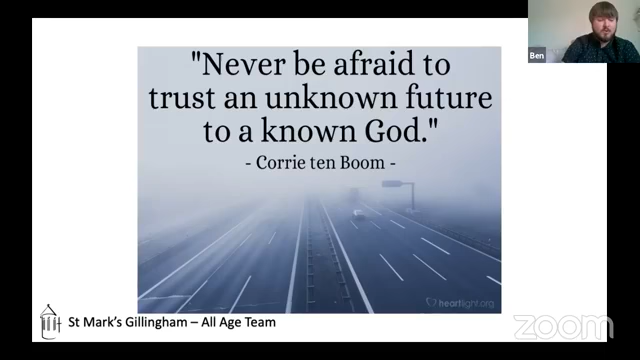 "Never be afraid to
trust an unknown future
to a known God."
- Corrie ten Boom -
heartlight.org
Ben
St Mark's Gillingham – All Age Team
zoom